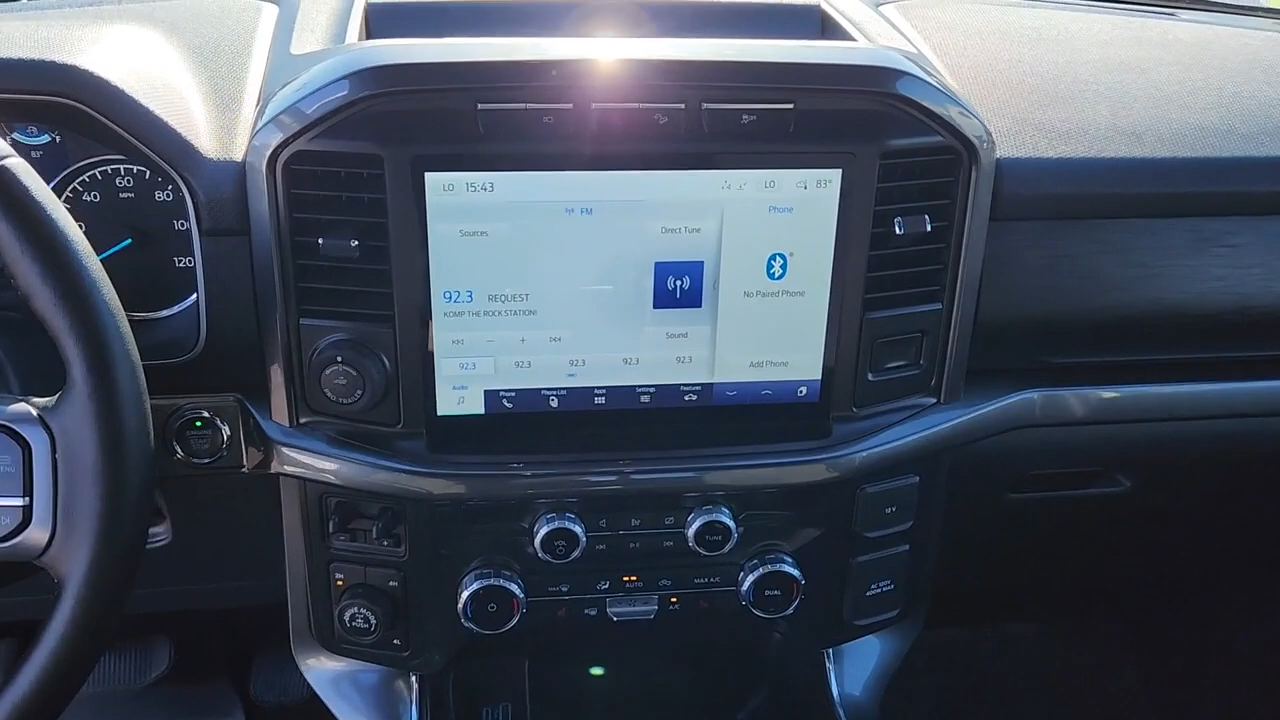 E F
83°
40 60 80
MPH
100
120
LO 15:43
LO 83°
FM
Sources
Direct Tune
Phone
No Paired Phone
92.3 REQUEST
KOMP THE ROCK STATION!
Sound
92.3 92.3 92.3 92.3 92.3
Add Phone
Audio
Phone Phone List Apps Settings Features
PRO TRAILER
ENGINE
START
STOP
MENU
12 V
VOL
TUNE
AC 120V
400W MAX
2H 4H
4L
DRIVE MODE
PUSH
MAX
AUTO
MAX A/C
DUAL
A/C